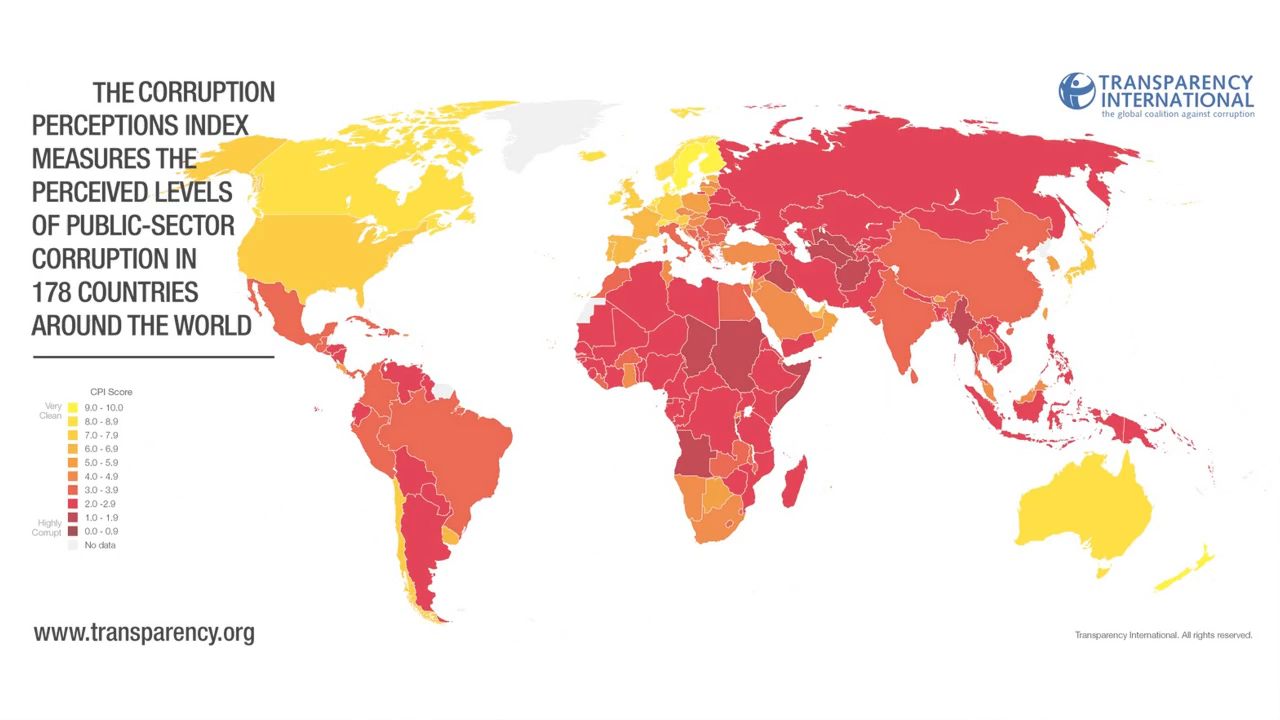 THE CORRUPTION
PERCEPTIONS INDEX
MEASURES THE
PERCEIVED LEVELS
OF PUBLIC-SECTOR
CORRUPTION IN
178 COUNTRIES
AROUND THE WORLD
TRANSPARENCY
INTERNATIONAL
the global coalition against corruption
CPI Score
Very
Clean
9.0 - 10.0
8.0 - 8.9
7.0 - 7.9
6.0 - 6.9
5.0 - 5.9
4.0 - 4.9
3.0 - 3.9
2.0 -2.9
1.0 - 1.9
Highly
Corrupt
0.0 - 0.9
No data
www.transparency.org
Transparency International. All rights reserved.